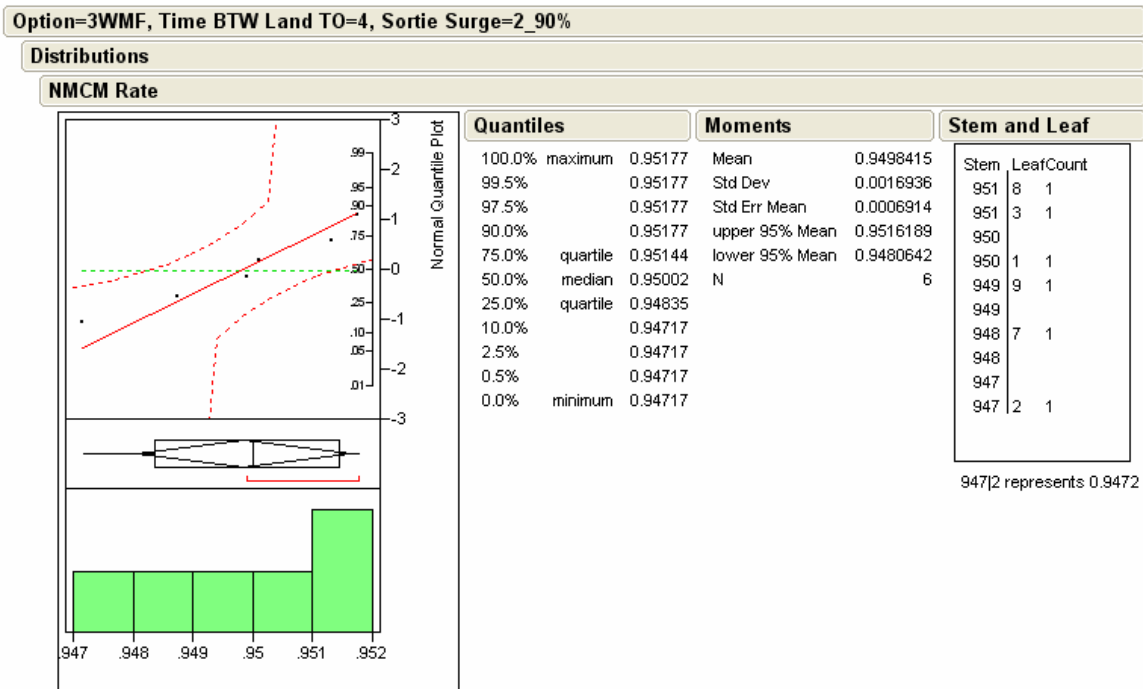 Option=3WMF, Time BTW Land TO=4, Sortie Surge=2_90%
Distributions
NMCM Rate
3
2
1
0
-1
-2
-3
.99
.95
.90
.75
.50
.25
.10
.05
.01
Normal Quantile Plot
.947 .948 .949 .95 .951 .952
Quantiles
100.0% maximum 0.95177
99.5% 0.95177
97.5% 0.95177
90.0% 0.95177
75.0% quartile 0.95144
50.0% median 0.95002
25.0% quartile 0.94835
10.0% 0.94717
2.5% 0.94717
0.5% 0.94717
0.0% minimum 0.94717
Moments
Mean 0.9498415
Std Dev 0.0016936
Std Err Mean 0.0006914
upper 95% Mean 0.9516189
lower 95% Mean 0.9480642
N 6
Stem and Leaf
Stem LeafCount
951 8 1
951 3 1
950
950 1 1
949 9 1
949
948 7 1
948
947
947 2 1
947|2 represents 0.9472